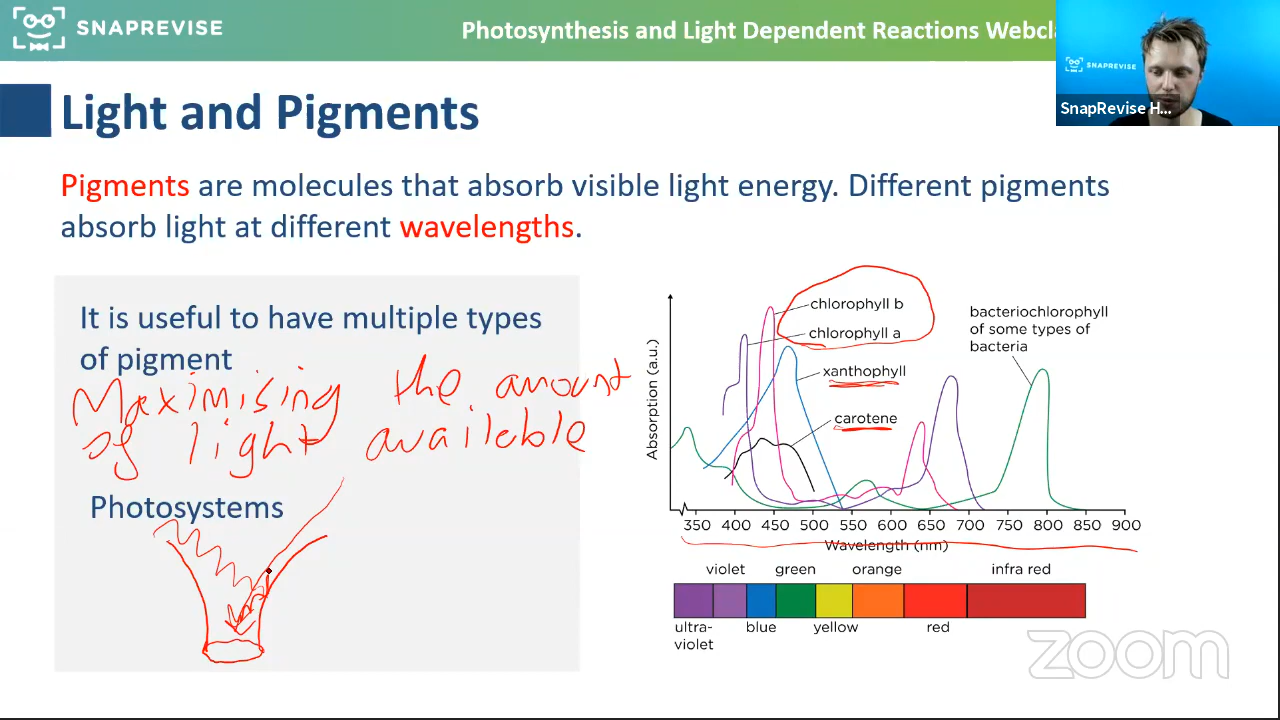 SNAPREVISE
Photosynthesis and Light Dependent Reactions Webcla
SNAPREVISE
SnapRevise H...
Light and Pigments
Pigments are molecules that absorb visible light energy. Different pigments
absorb light at different wavelengths.
It is useful to have multiple types
of pigment
Maximising the amount
of light available
Photosystems
chlorophyll b
chlorophyll a
xanthophyll
carotene
bacteriochlorophyll
of some types of
bacteria
Absorption (a.u.)
350 400 450 500 550 600 650 700 750 800 900
Wavelength (nm)
violet green orange infra red
ultra-
violet
blue yellow red
zoom